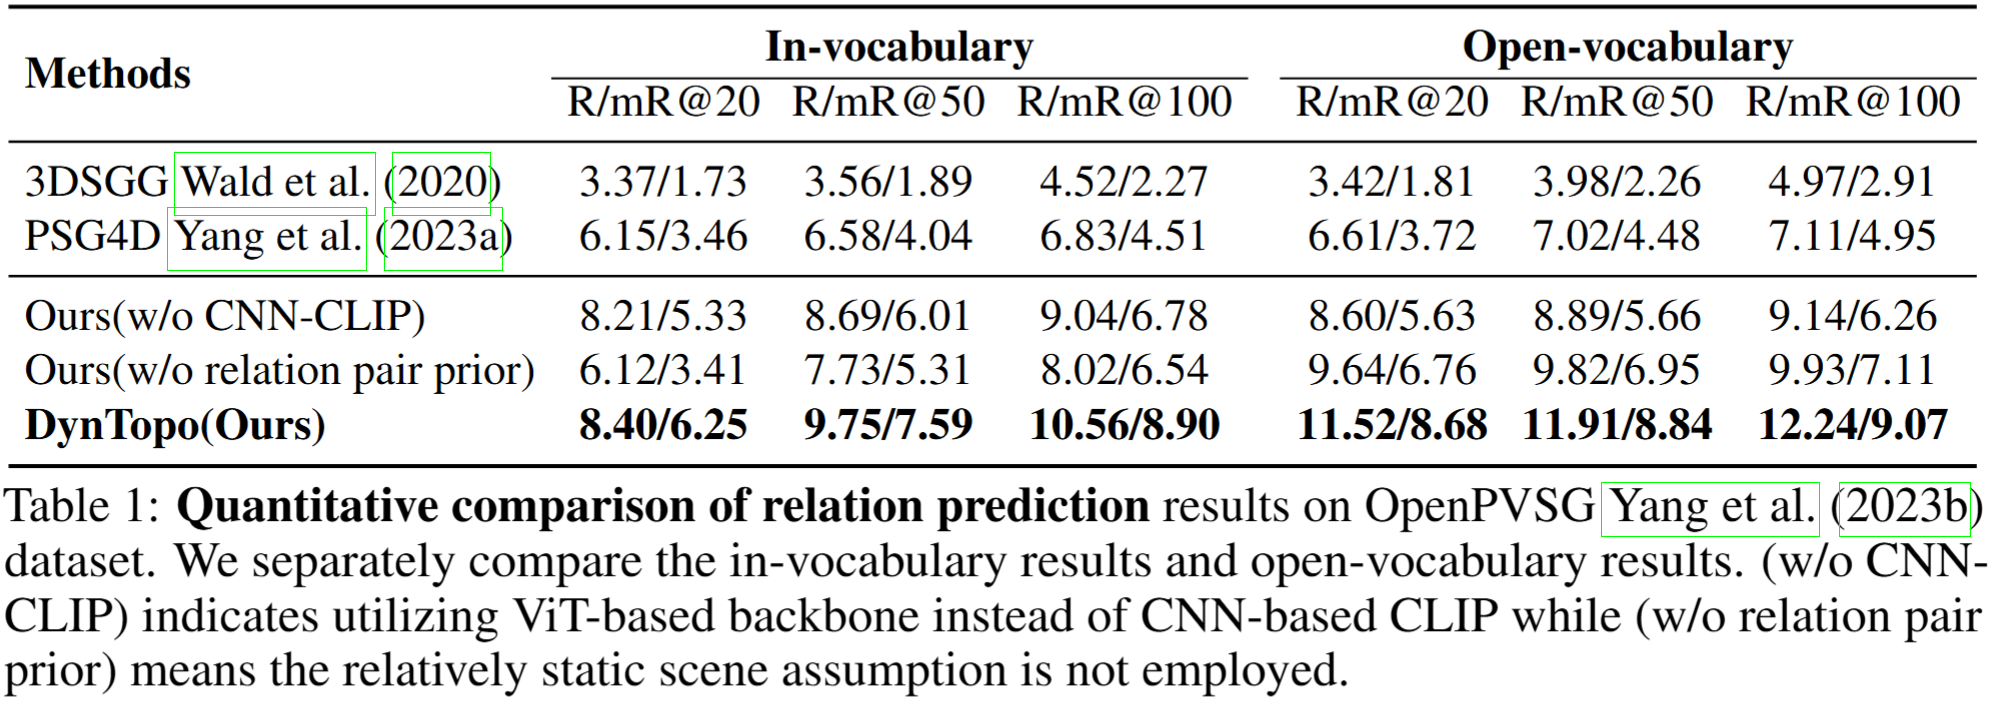 Methods In-vocabulary Open-vocabulary
R/mR@20 R/mR@50 R/mR@100 R/mR@20 R/mR@50 R/mR@100
3DSGG Wald et al. (2020) 3.37/1.73 3.56/1.89 4.52/2.27 3.42/1.81 3.98/2.26 4.97/2.91
PSG4D Yang et al. (2023a) 6.15/3.46 6.58/4.04 6.83/4.51 6.61/3.72 7.02/4.48 7.11/4.95
Ours(w/o CNN-CLIP) 8.21/5.33 8.69/6.01 9.04/6.78 8.60/5.63 8.89/5.66 9.14/6.26
Ours(w/o relation pair prior) 6.12/3.41 7.73/5.31 8.02/6.54 9.64/6.76 9.82/6.95 9.93/7.11
DynTopo(Ours) 8.40/6.25 9.75/7.59 10.56/8.90 11.52/8.68 11.91/8.84 12.24/9.07
Table 1: Quantitative comparison of relation prediction results on OpenPVSG Yang et al. (2023b)
dataset. We separately compare the in-vocabulary results and open-vocabulary results. (w/o CNN-
CLIP) indicates utilizing ViT-based backbone instead of CNN-based CLIP while (w/o relation pair
prior) means the relatively static scene assumption is not employed.